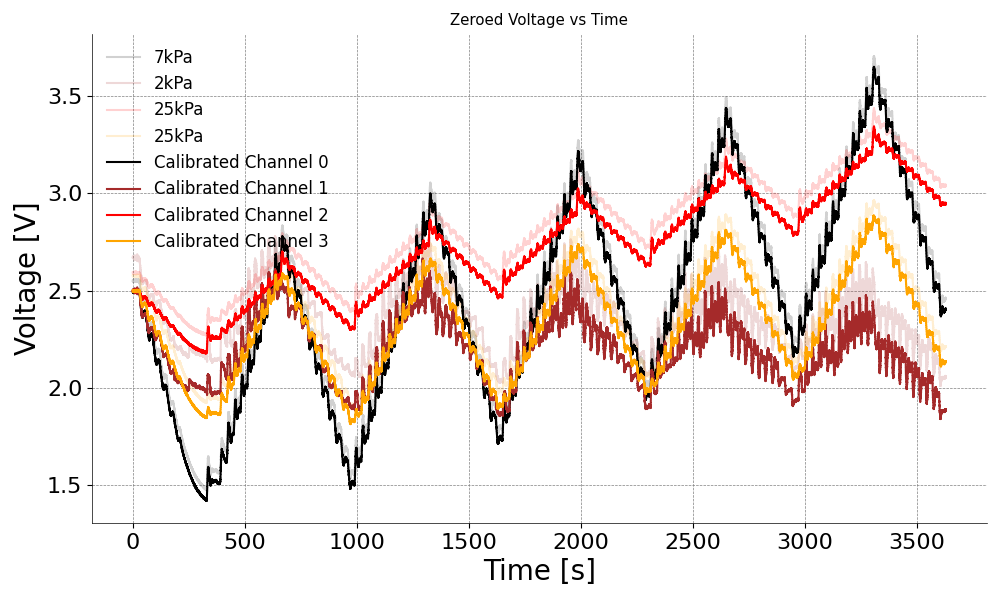 Zeroed Voltage vs Time
Voltage [V]
3.5
3.0
2.5
2.0
1.5
7kPa
2kPa
25kPa
25kPa
Calibrated Channel 0
Calibrated Channel 1
Calibrated Channel 2
Calibrated Channel 3
0 500 1000 1500 2000 2500 3000 3500
Time [s]